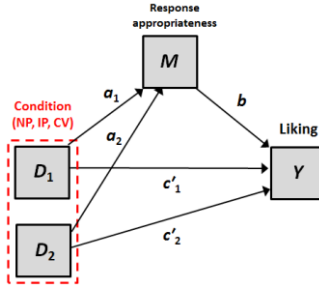 Response
appropriateness
M
Condition
(NP, IP, CV)
a₁
a₂
b
Liking
D₁
c′₁
Y
D₂
c′₂